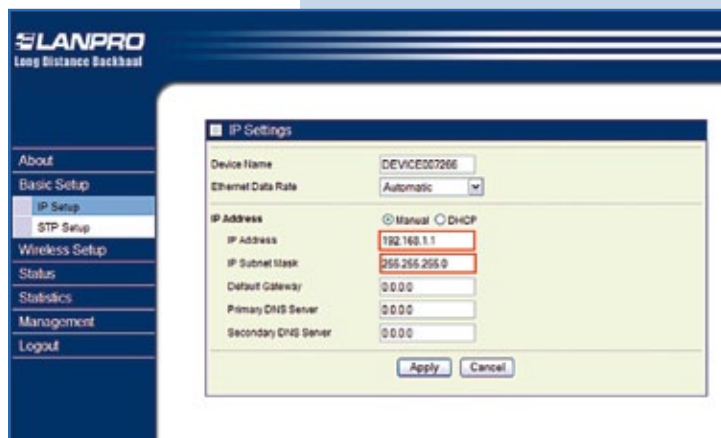 LANPRO
Long Distance Backhaul
About
Basic Setup
IP Setup
STP Setup
Wireless Setup
Status
Statistics
Management
Logout
IP Settings
Device Name DEVICE007266
Ethernet Data Rate Automatic
IP Address Manual DHCP
IP Address 192.168.1.1
IP Subnet Mask 255.255.255.0
Default Gateway 0.0.0.0
Primary DNS Server 0.0.0.0
Secondary DNS Server 0.0.0.0
Apply Cancel